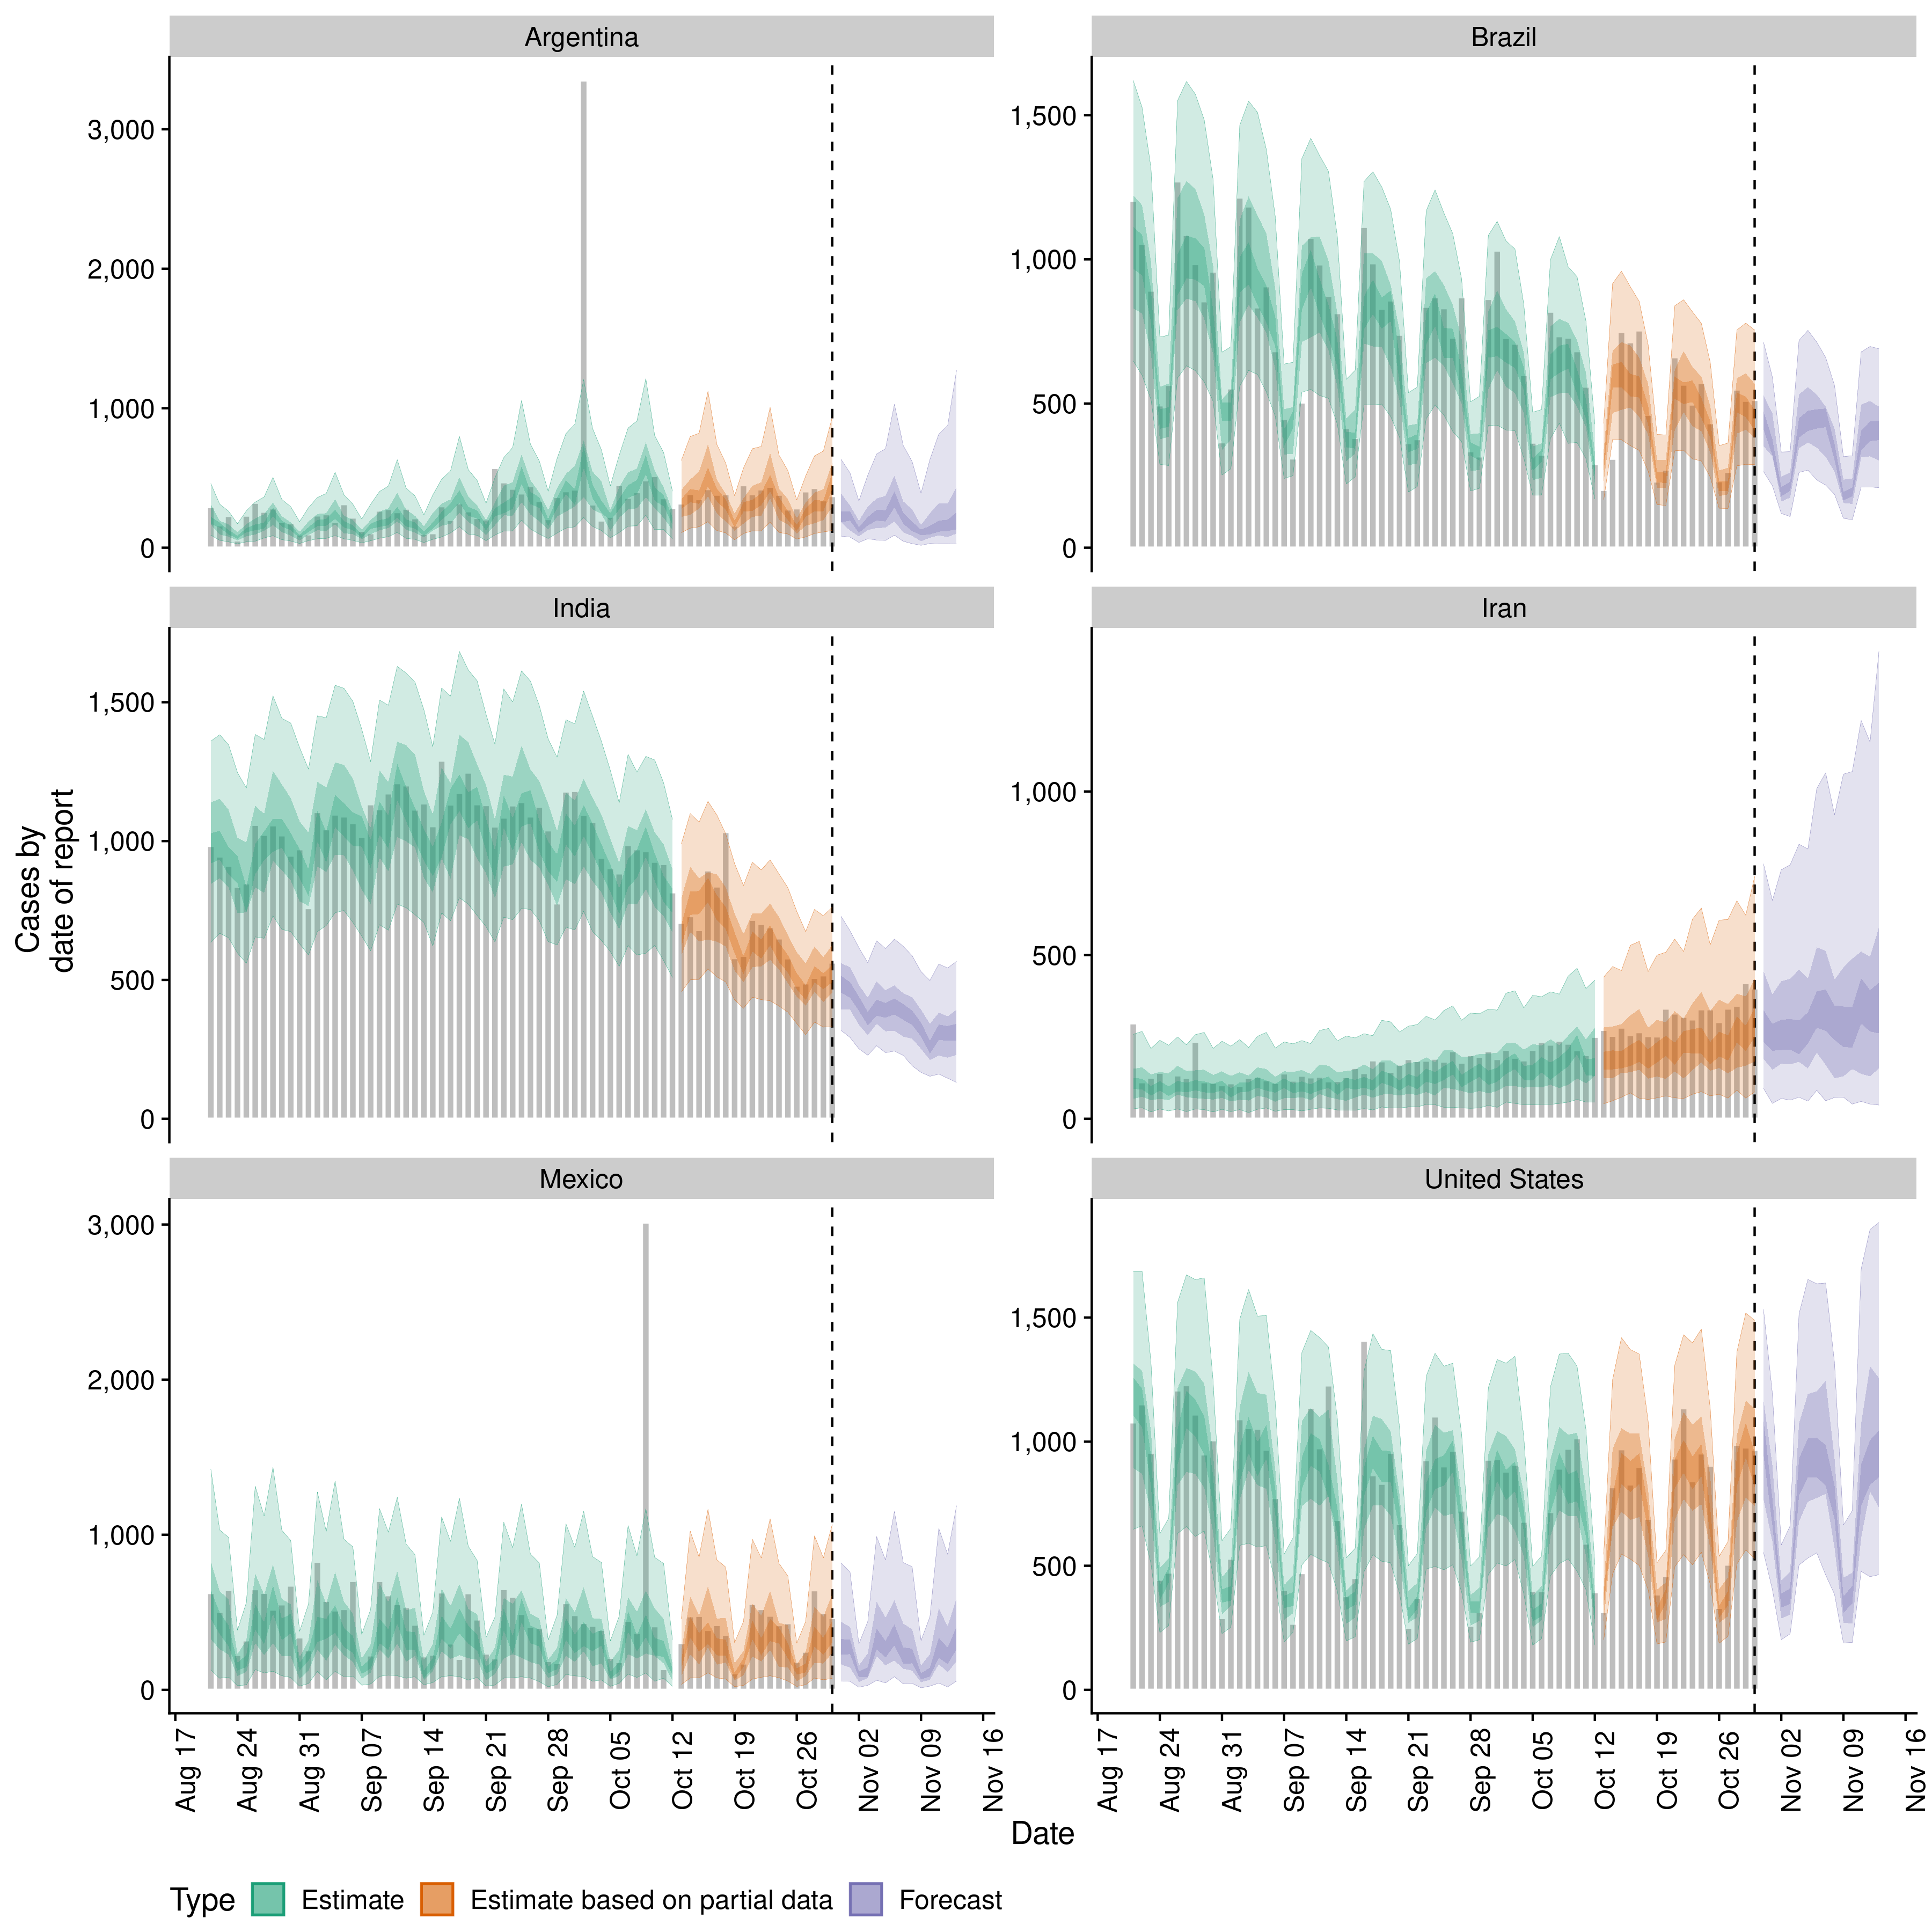 Argentina
Brazil
3,000
2,000
1,000
0
1,500
1,000
500
0
India
Iran
1,500
1,000
500
0
1,000
500
0
Mexico
United States
3,000
2,000
1,000
0
1,500
1,000
500
0
Cases by
date of report
Aug 17
Aug 24
Aug 31
Sep 07
Sep 14
Sep 21
Sep 28
Oct 05
Oct 12
Oct 19
Oct 26
Nov 02
Nov 09
Nov 16
Aug 17
Aug 24
Aug 31
Sep 07
Sep 14
Sep 21
Sep 28
Oct 05
Oct 12
Oct 19
Oct 26
Nov 02
Nov 09
Nov 16
Date
Type Estimate Estimate based on partial data Forecast